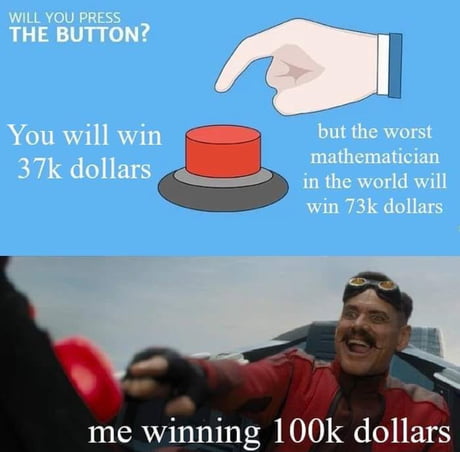 WILL YOU PRESS
THE BUTTON?
You will win
37k dollars
but the worst
mathematician
in the world will
win 73k dollars
me winning 100k dollars